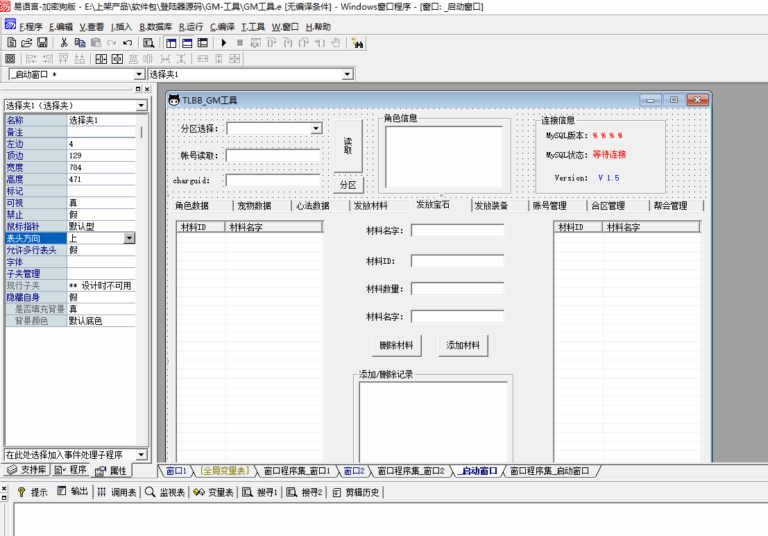 易语言-加密狗版 - E:\上架产品\软件包\登陆器源码\GM-工具\GM工具.e [无编译条件] - Windows窗口程序 - [窗口: _启动窗口]
F.程序 E.编辑 V.查看 I.插入 B.数据库 R.运行 C.编译 T.工具 W.窗口 H.帮助
_启动窗口 *
选择夹1
选择夹1（选择夹）
名称 选择夹1
备注
左边 4
顶边 129
宽度 784
高度 471
标记
可视 真
禁止 假
鼠标指针 默认型
表头方向 上
允许多行表头 假
字体
子夹管理
现行子夹 ** 设计时不可用
隐藏自身 假
是否填充背景 真
背景颜色 默认底色
在此处选择加入事件处理子程序
支持库 程序 属性
TLBB_GM工具
分区选择:
帐号读取:
charguid:
读取
分区
角色信息
连接信息
MySQL版本: % % % %
MySQL状态: 等待连接
Version: V 1.5
角色数据 宠物数据 心法数据 发放材料 发放宝石 发放装备 账号管理 合区管理 帮会管理
材料ID 材料名字
材料名字:
材料ID:
材料数量:
材料名字:
删除材料 添加材料
添加/删除记录
材料ID 材料名字
窗口1 [全局变量表] 窗口程序集_窗口1 窗口2 窗口程序集_窗口2 _启动窗口 窗口程序集_启动窗口
提示 输出 调用表 监视表 变量表 搜寻1 搜寻2 剪辑历史